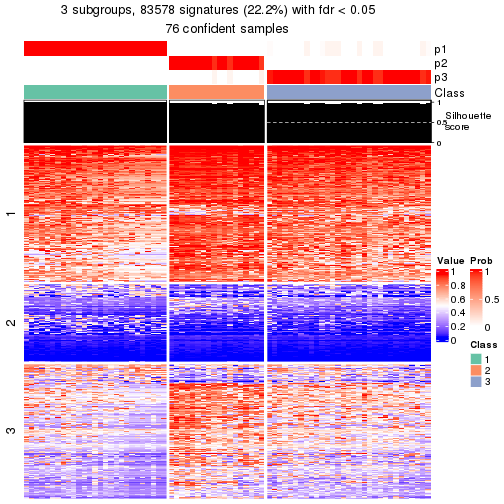 3 subgroups, 83578 signatures (22.2%) with fdr < 0.05
76 confident samples
p1
p2
p3
Class
1
0.5
0
Silhouette
score
1
2
3
Value
1
0.8
0.6
0.4
0.2
0
Prob
1
0.5
0
Class
1
2
3